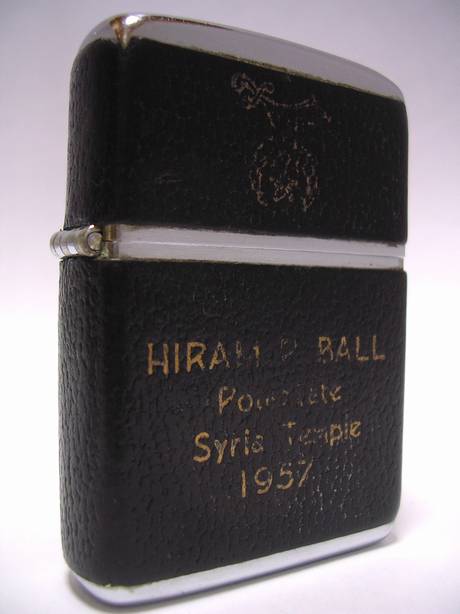 HIRAM P. BALL
Potentate
Syria Temple
1957